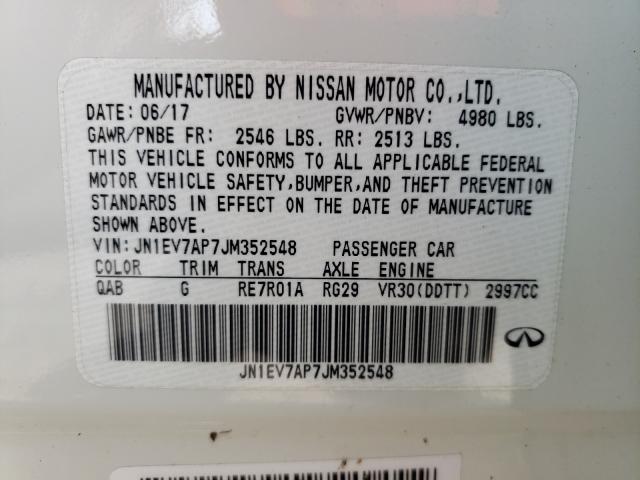 MANUFACTURED BY NISSAN MOTOR CO.,LTD.
DATE: 06/17 GVWR/PNBV: 4980 LBS.
GAWR/PNBE FR: 2546 LBS. RR: 2513 LBS.
THIS VEHICLE CONFORMS TO ALL APPLICABLE FEDERAL
MOTOR VEHICLE SAFETY,BUMPER,AND THEFT PREVENTION
STANDARDS IN EFFECT ON THE DATE OF MANUFACTURE
SHOWN ABOVE.
VIN:JN1EV7AP7JM352548 PASSENGER CAR
COLOR TRIM TRANS AXLE ENGINE
QAB G RE7R01A RG29 VR30(DDTT) 2997CC
JN1EV7AP7JM352548